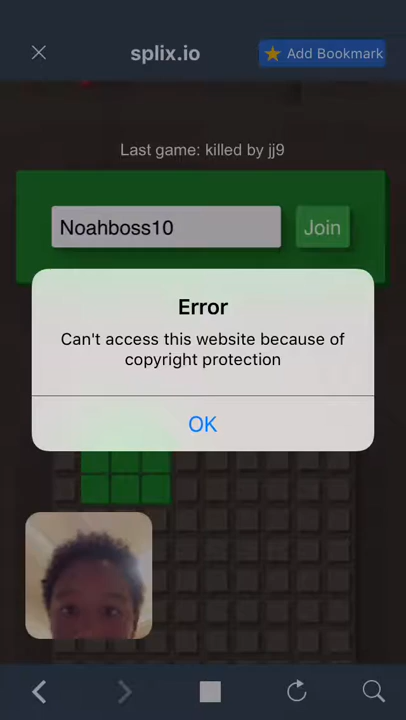 splix.io
Add Bookmark
Last game: killed by jj9
Noahboss10
Join
Error
Can't access this website because of
copyright protection
OK